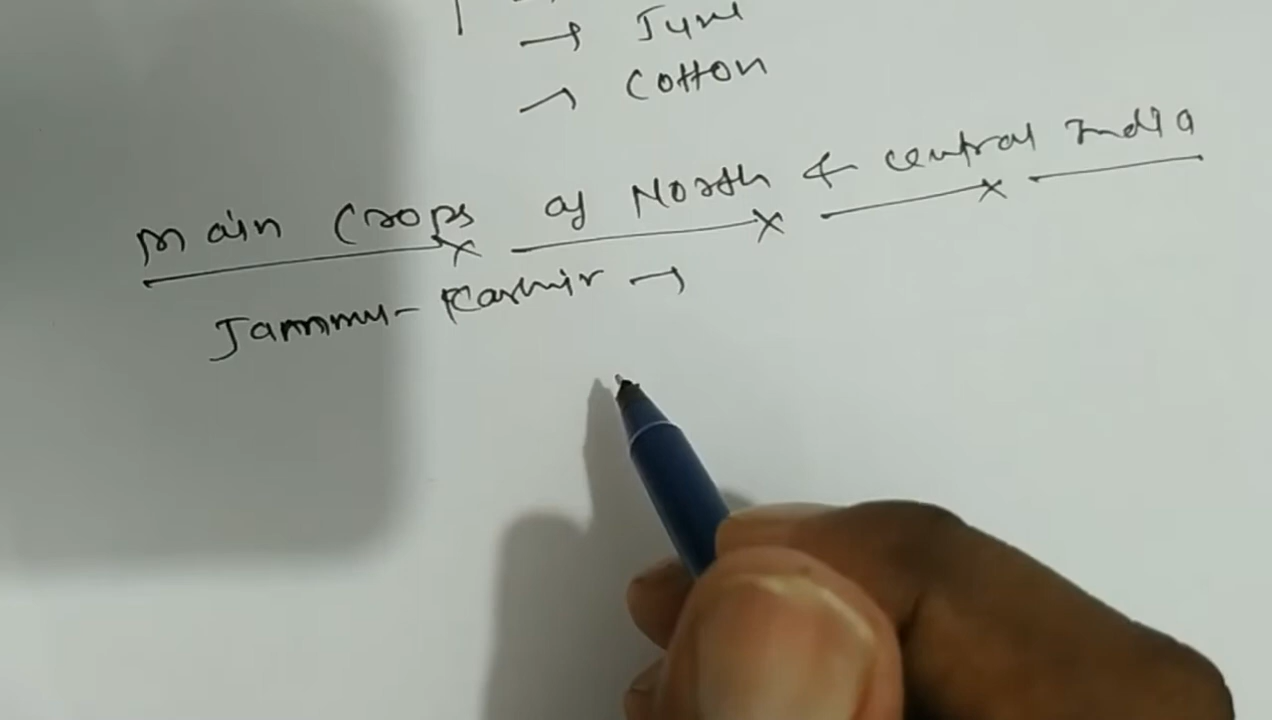 → Jute
→ Cotton
Main Crops of North & central India
Jammu-Kashmir →